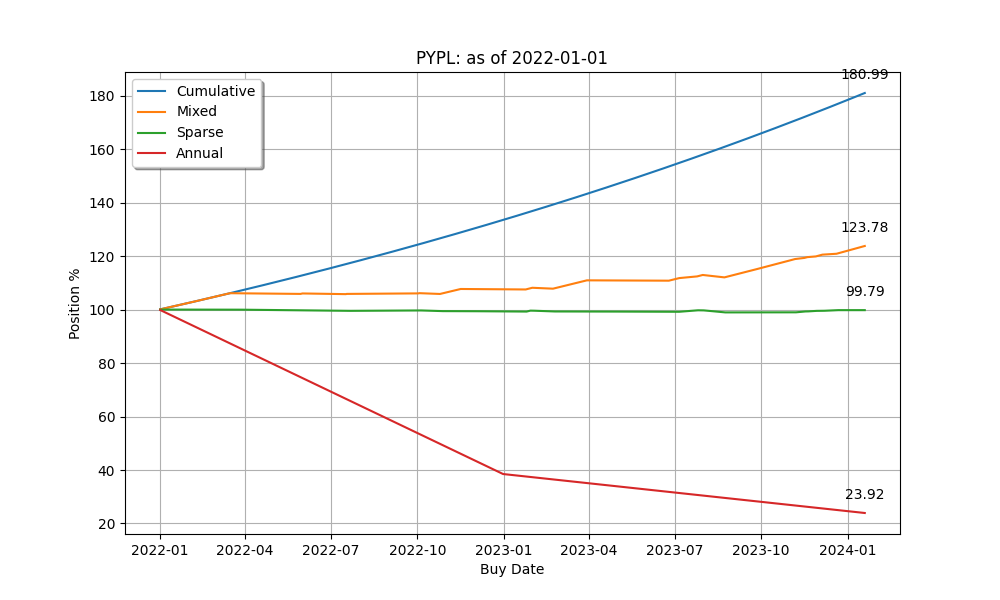 PYPL: as of 2022-01-01
Cumulative
Mixed
Sparse
Annual
180.99
123.78
99.79
23.92
180
160
140
120
100
80
60
40
20
Position %
2022-01 2022-04 2022-07 2022-10 2023-01 2023-04 2023-07 2023-10 2024-01
Buy Date